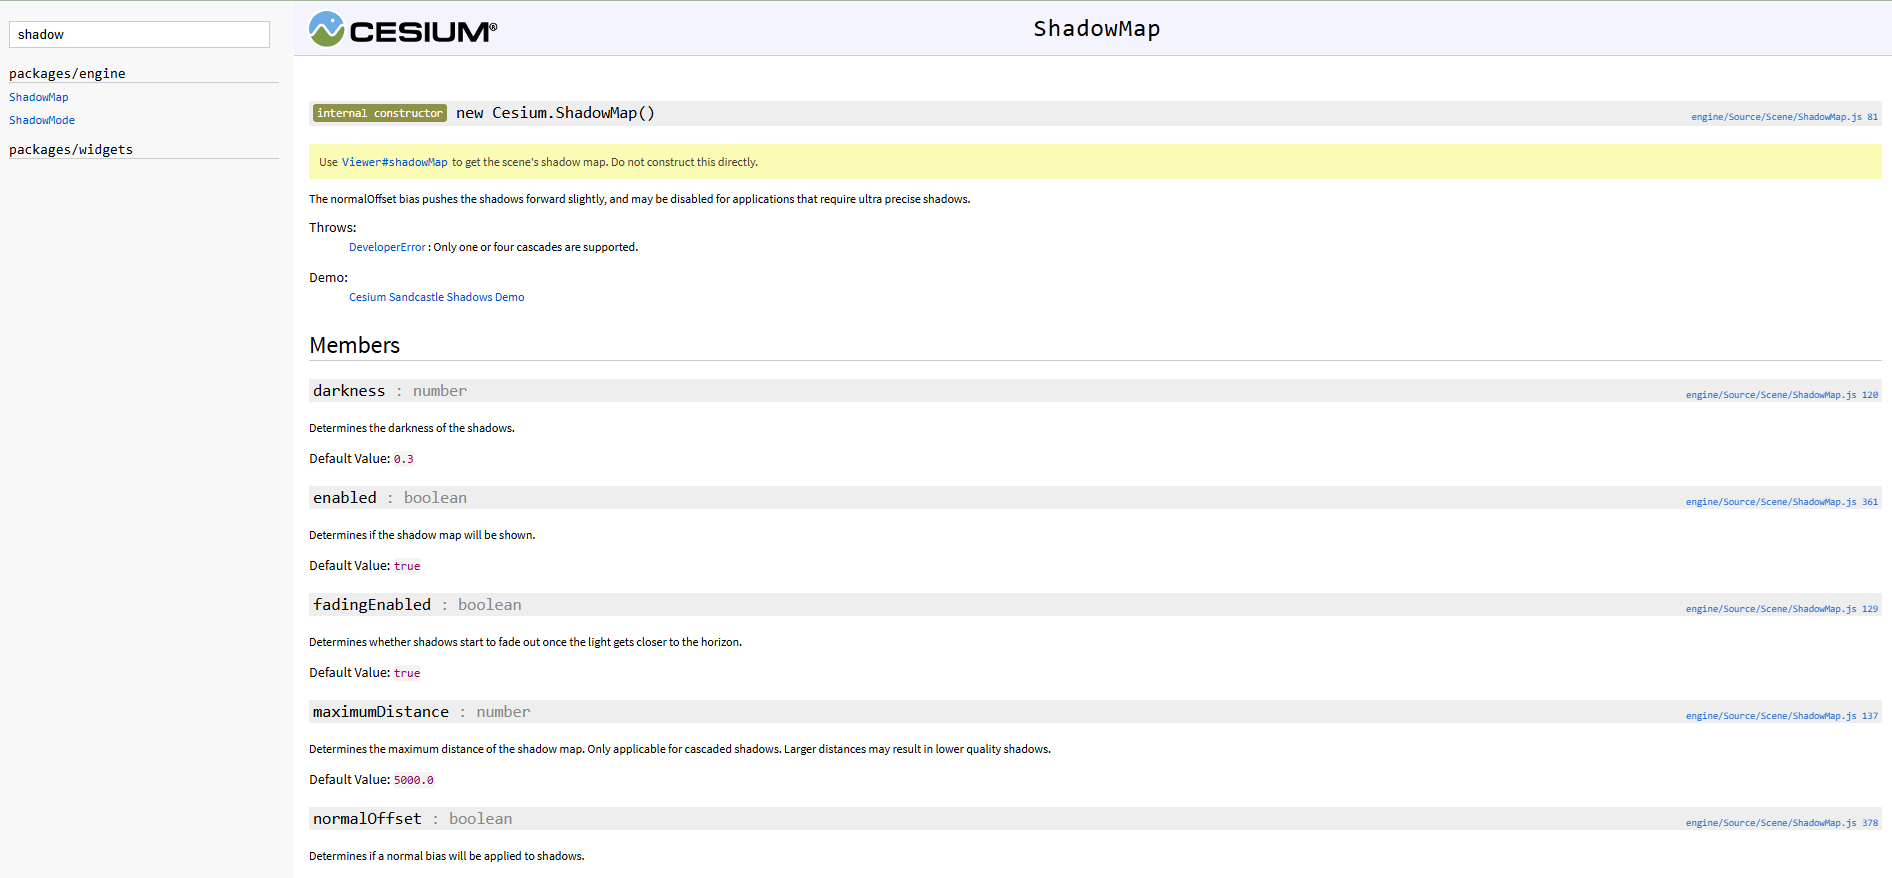 shadow
packages/engine
ShadowMap
ShadowMode
packages/widgets
CESIUM®
ShadowMap
internal constructor new Cesium.ShadowMap()
engine/Source/Scene/ShadowMap.js 81
Use Viewer#shadowMap to get the scene's shadow map. Do not construct this directly.
The normalOffset bias pushes the shadows forward slightly, and may be disabled for applications that require ultra precise shadows.
Throws:
DeveloperError : Only one or four cascades are supported.
Demo:
Cesium Sandcastle Shadows Demo
Members
darkness : number
engine/Source/Scene/ShadowMap.js 120
Determines the darkness of the shadows.
Default Value: 0.3
enabled : boolean
engine/Source/Scene/ShadowMap.js 361
Determines if the shadow map will be shown.
Default Value: true
fadingEnabled : boolean
engine/Source/Scene/ShadowMap.js 129
Determines whether shadows start to fade out once the light gets closer to the horizon.
Default Value: true
maximumDistance : number
engine/Source/Scene/ShadowMap.js 137
Determines the maximum distance of the shadow map. Only applicable for cascaded shadows. Larger distances may result in lower quality shadows.
Default Value: 5000.0
normalOffset : boolean
engine/Source/Scene/ShadowMap.js 378
Determines if a normal bias will be applied to shadows.